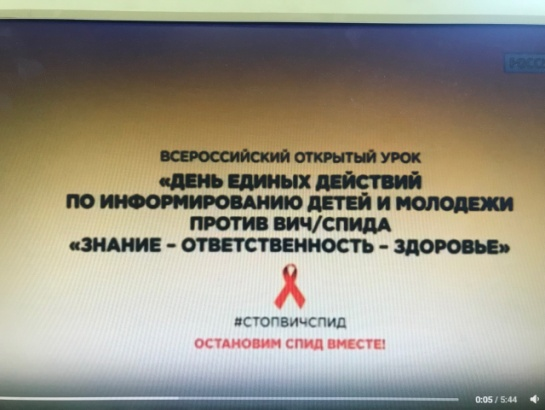 ВСЕРОССИЙСКИЙ ОТКРЫТЫЙ УРОК
«ДЕНЬ ЕДИНЫХ ДЕЙСТВИЙ
ПО ИНФОРМИРОВАНИЮ ДЕТЕЙ И МОЛОДЕЖИ
ПРОТИВ ВИЧ/СПИДА
«ЗНАНИЕ – ОТВЕТСТВЕННОСТЬ – ЗДОРОВЬЕ»
#СТОПВИЧСПИД
ОСТАНОВИМ СПИД ВМЕСТЕ!
0:05 / 5:44